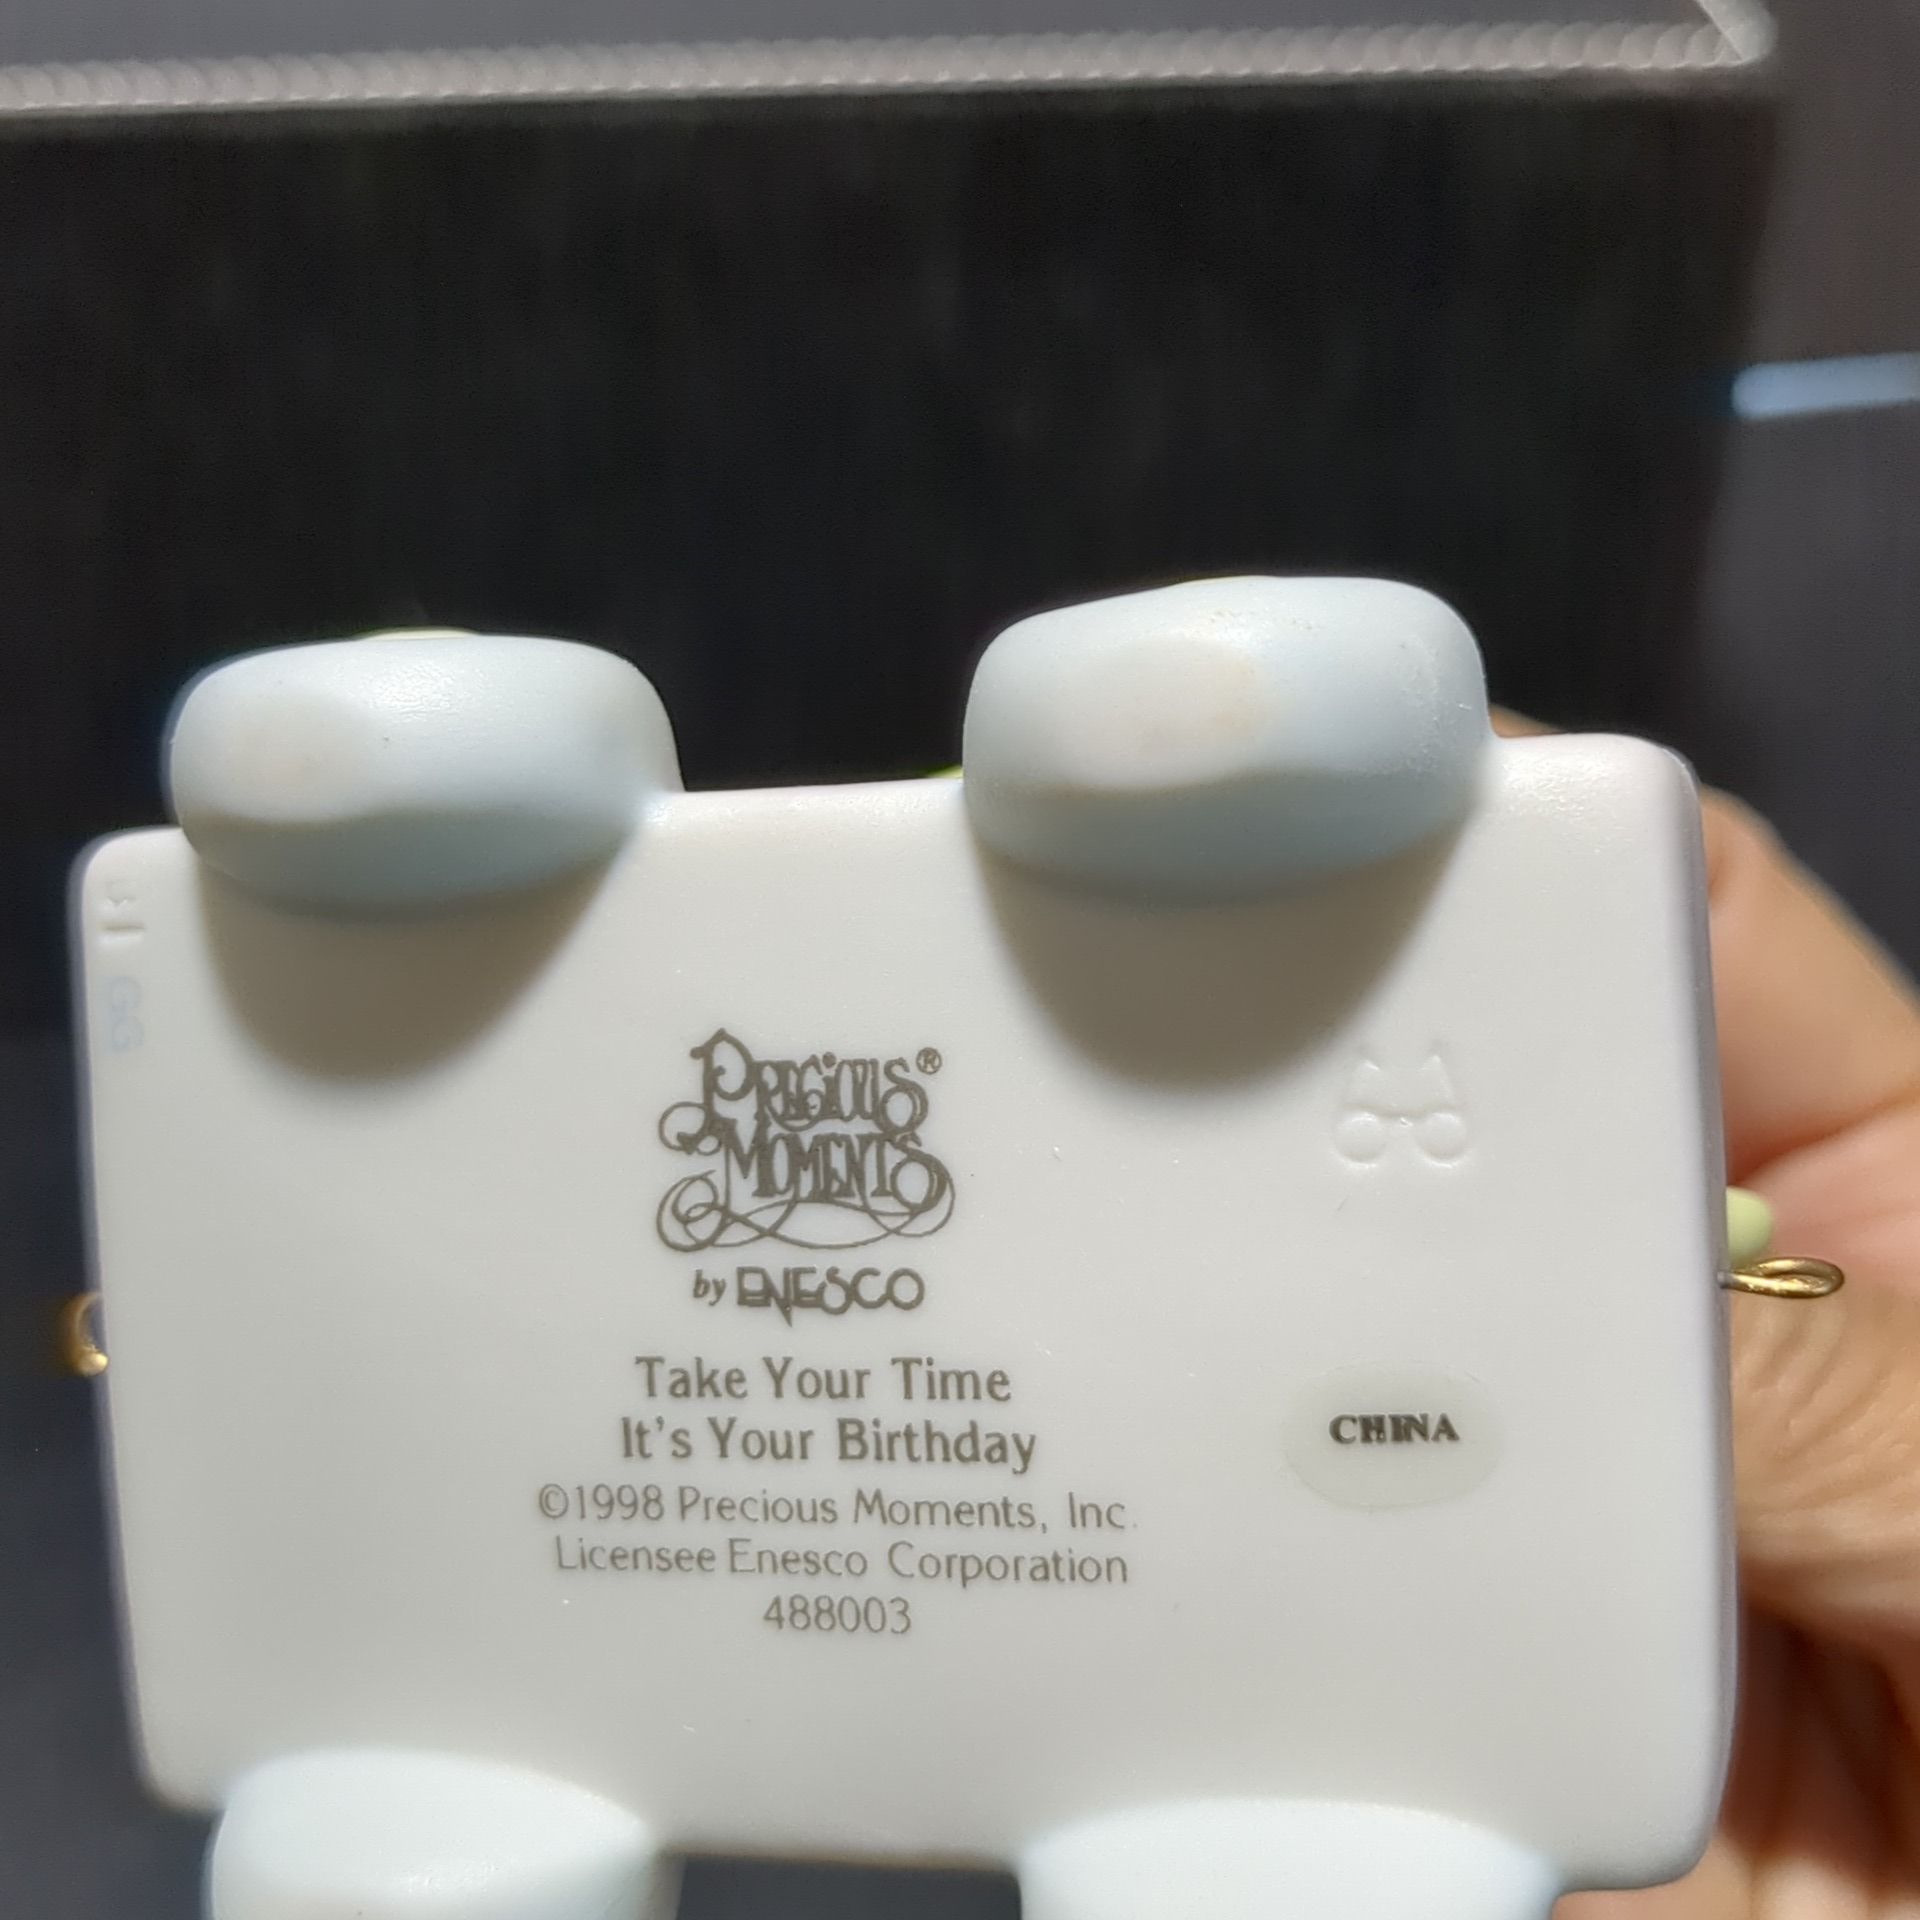 PRECIOUS®
MOMENTS
by ENESCO
Take Your Time
It's Your Birthday
©1998 Precious Moments, Inc.
Licensee Enesco Corporation
488003
CHINA
GG